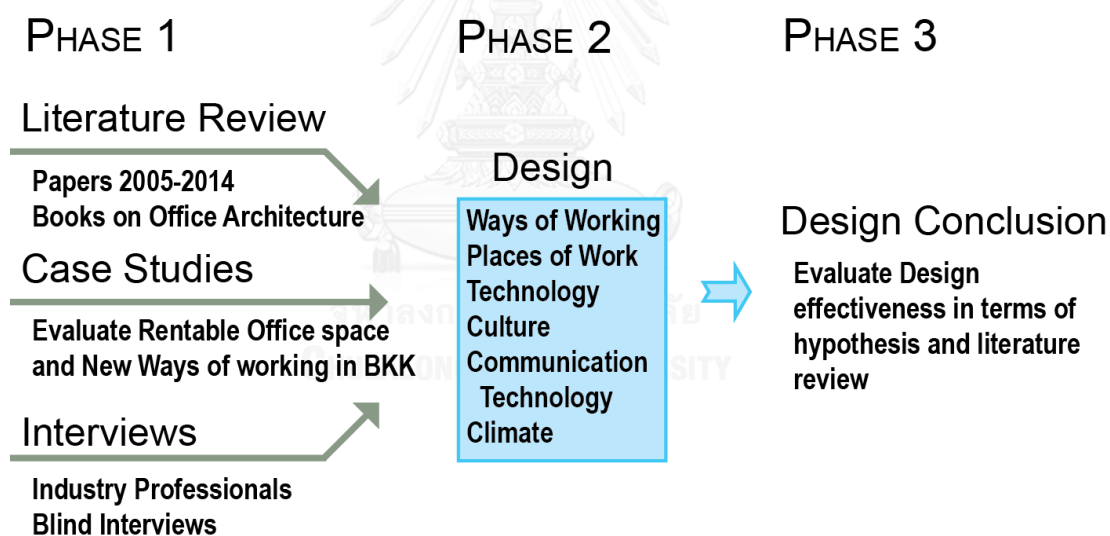 PHASE 1
PHASE 2
PHASE 3
Literature Review
Papers 2005-2014
Books on Office Architecture
Case Studies
Evaluate Rentable Office space
and New Ways of working in BKK
Interviews
Industry Professionals
Blind Interviews
Design
Ways of Working
Places of Work
Technology
Culture
Communication
Technology
Climate
Design Conclusion
Evaluate Design
effectiveness in terms of
hypothesis and literature
review